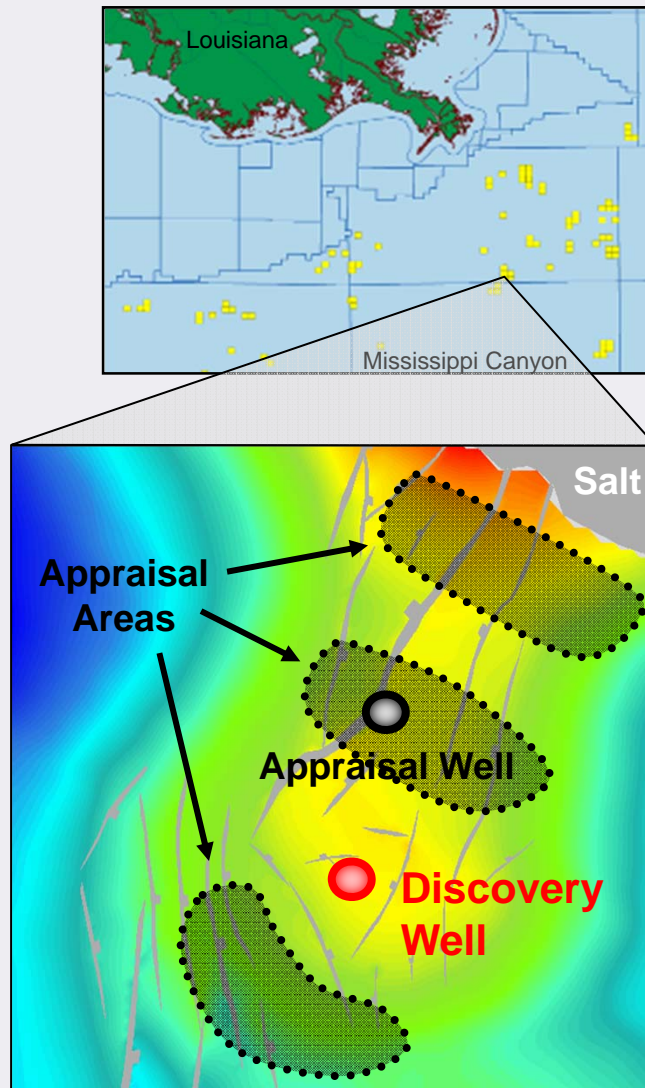 Louisiana
Mississippi Canyon
Salt
Appraisal
Areas
Appraisal Well
Discovery
Well